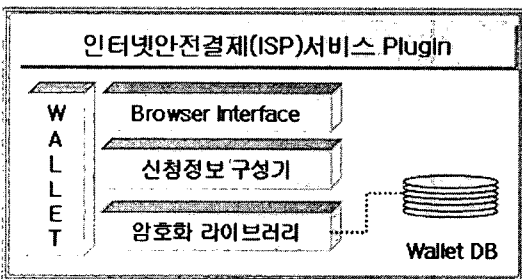 인터넷안전결제(ISP)서비스 Plugin
WALLET
Browser Interface
신청정보 구성기
암호화 라이브러리
Wallet DB